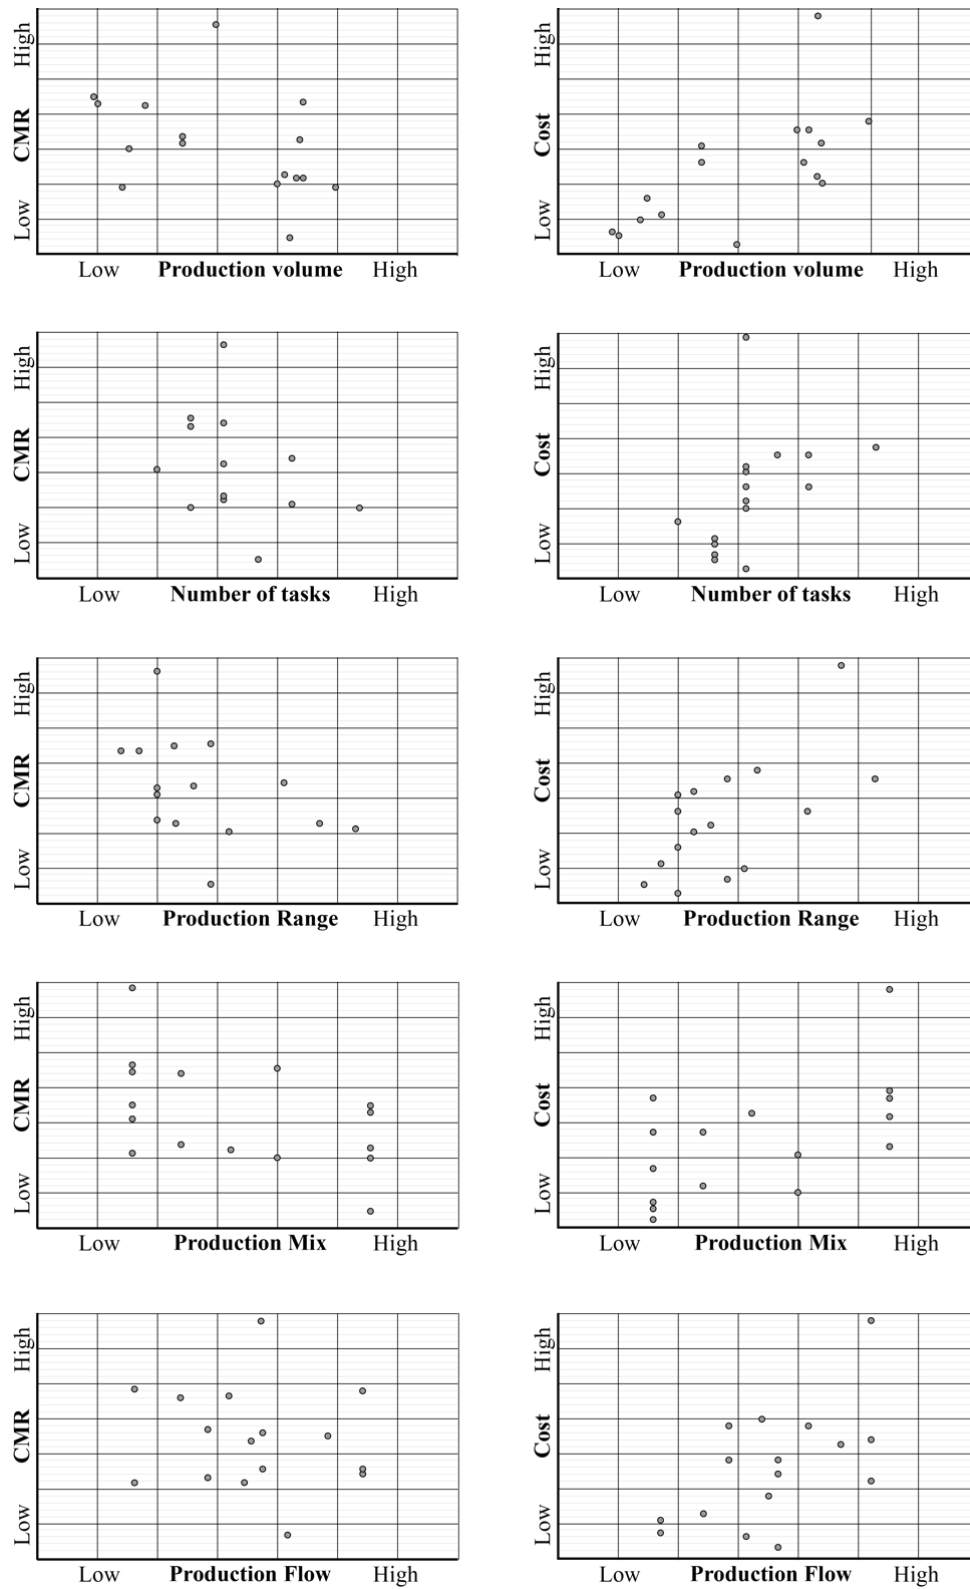 High
CMR
Low
Low Production volume High
High
Cost
Low
Low Production volume High
High
CMR
Low
Low Number of tasks High
High
Cost
Low
Low Number of tasks High
High
CMR
Low
Low Production Range High
High
Cost
Low
Low Production Range High
High
CMR
Low
Low Production Mix High
High
Cost
Low
Low Production Mix High
High
CMR
Low
Low Production Flow High
High
Cost
Low
Low Production Flow High